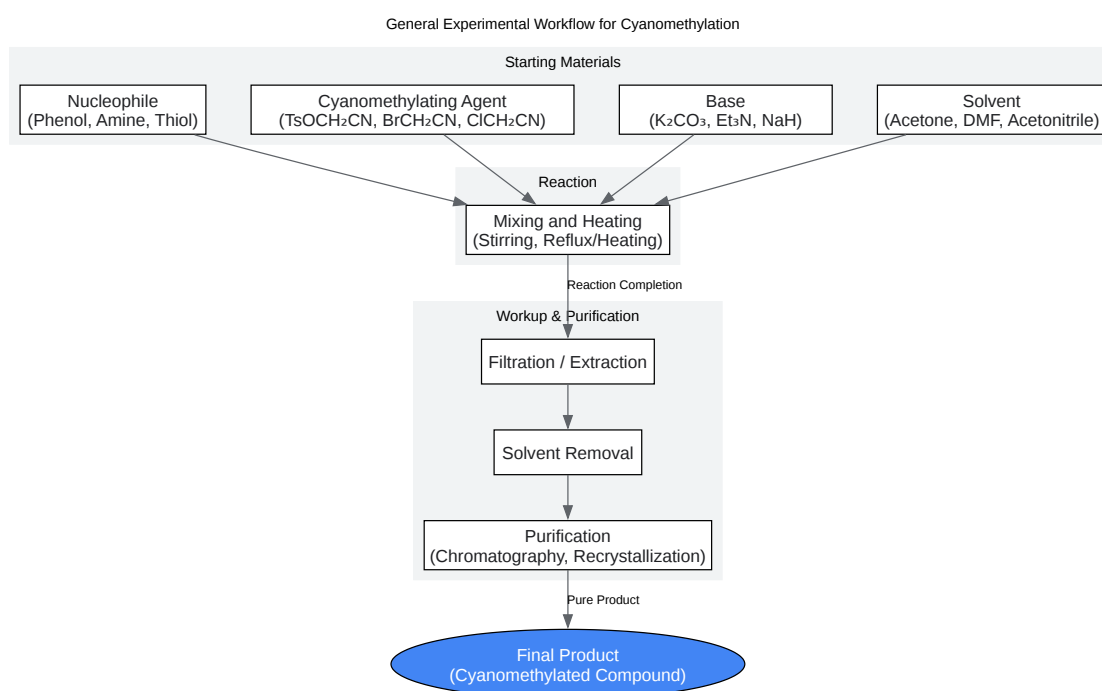 General Experimental Workflow for Cyanomethylation
Starting Materials
Nucleophile
(Phenol, Amine, Thiol)
Cyanomethylating Agent
(TsOCH₂CN, BrCH₂CN, ClCH₂CN)
Base
(K₂CO₃, Et₃N, NaH)
Solvent
(Acetone, DMF, Acetonitrile)
Reaction
Mixing and Heating
(Stirring, Reflux/Heating)
Reaction Completion
Workup & Purification
Filtration / Extraction
Solvent Removal
Purification
(Chromatography, Recrystallization)
Pure Product
Final Product
(Cyanomethylated Compound)